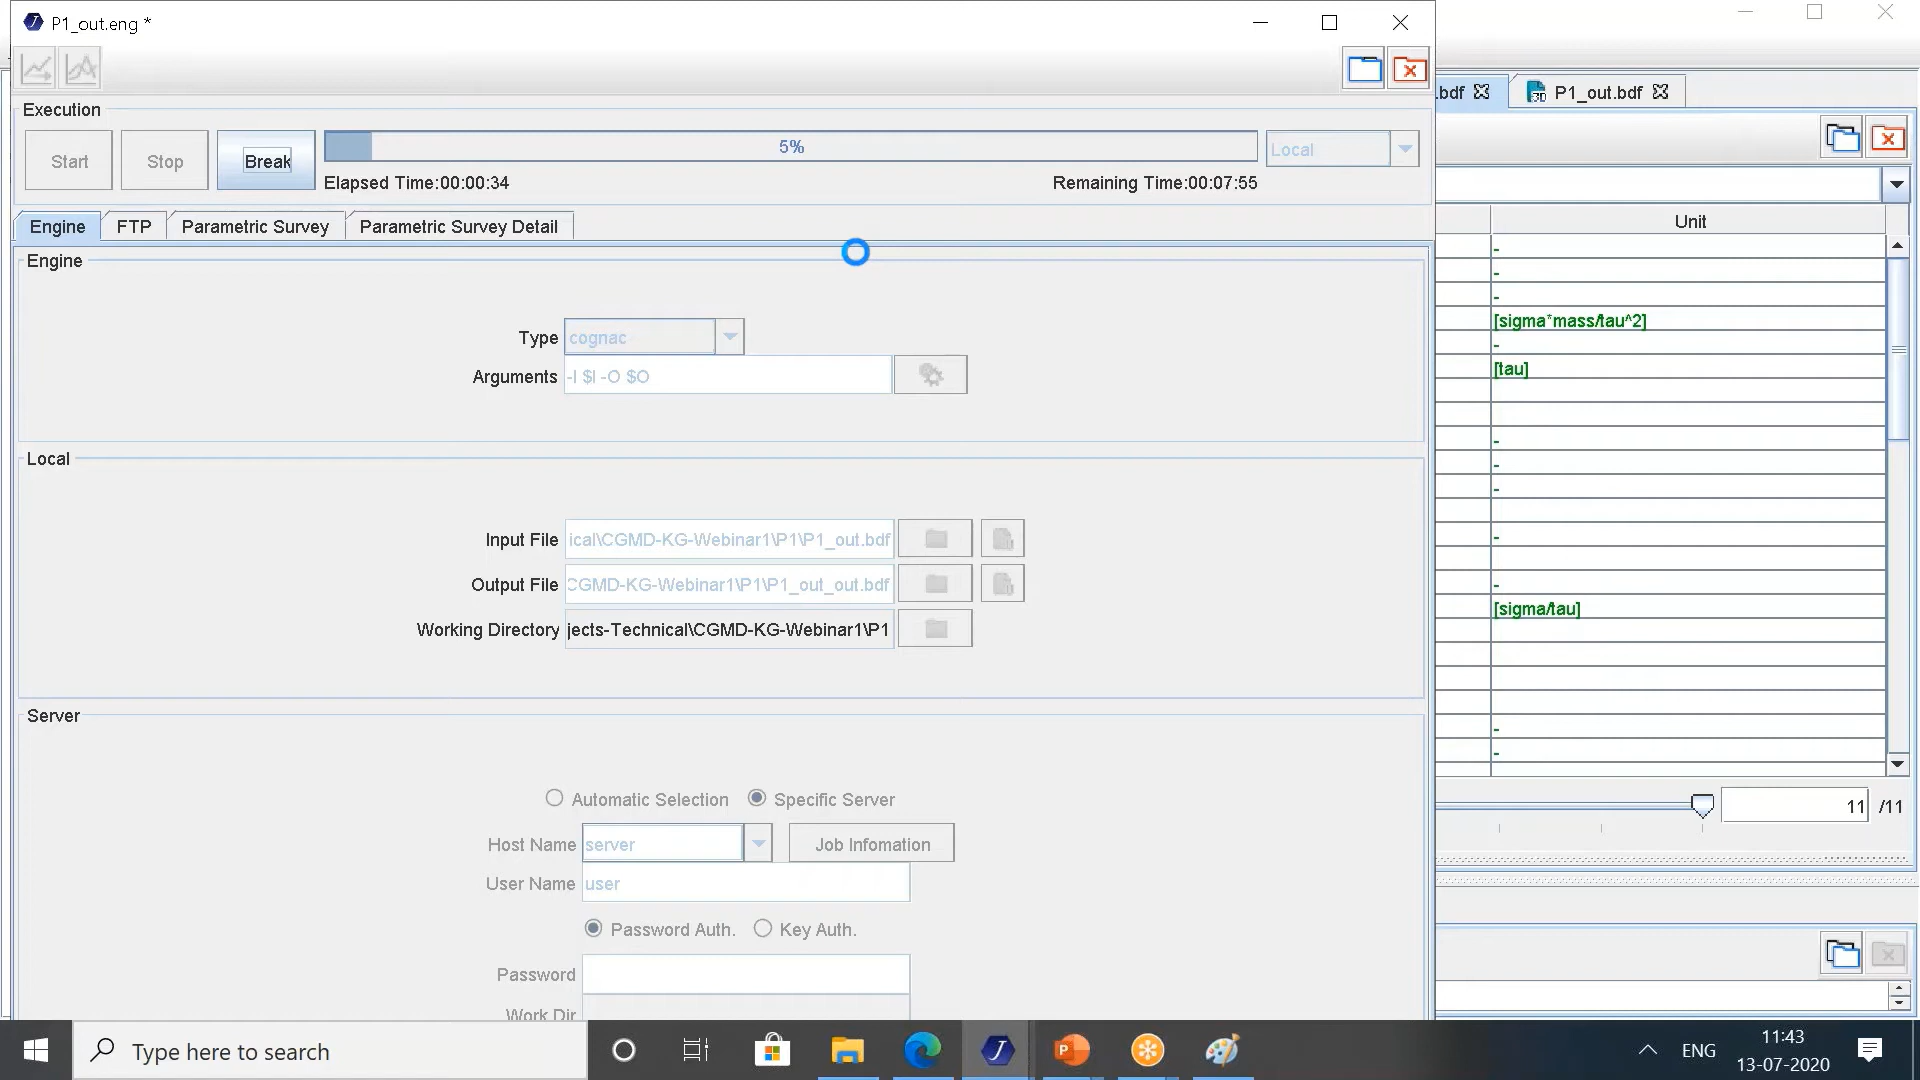 P1_out.eng *
.bdf
P1_out.bdf
Execution
Start
Stop
Break
5%
Local
Elapsed Time:00:00:34
Remaining Time:00:07:55
Engine
FTP
Parametric Survey
Parametric Survey Detail
Unit
Engine
-
-
-
[sigma*mass/tau^2]
-
[tau]
-
-
-
-
-
[sigma/tau]
-
-
Type
cognac
Arguments
-I $I -O $O
Local
Input File
ical\CGMD-KG-Webinar1\P1\P1_out.bdf
Output File
CGMD-KG-Webinar1\P1\P1_out_out.bdf
Working Directory
jects-Technical\CGMD-KG-Webinar1\P1
Server
Automatic Selection
Specific Server
11
/11
Host Name
server
Job Infomation
User Name
user
Password Auth.
Key Auth.
Password
Work Dir
Type here to search
ENG
11:43
13-07-2020